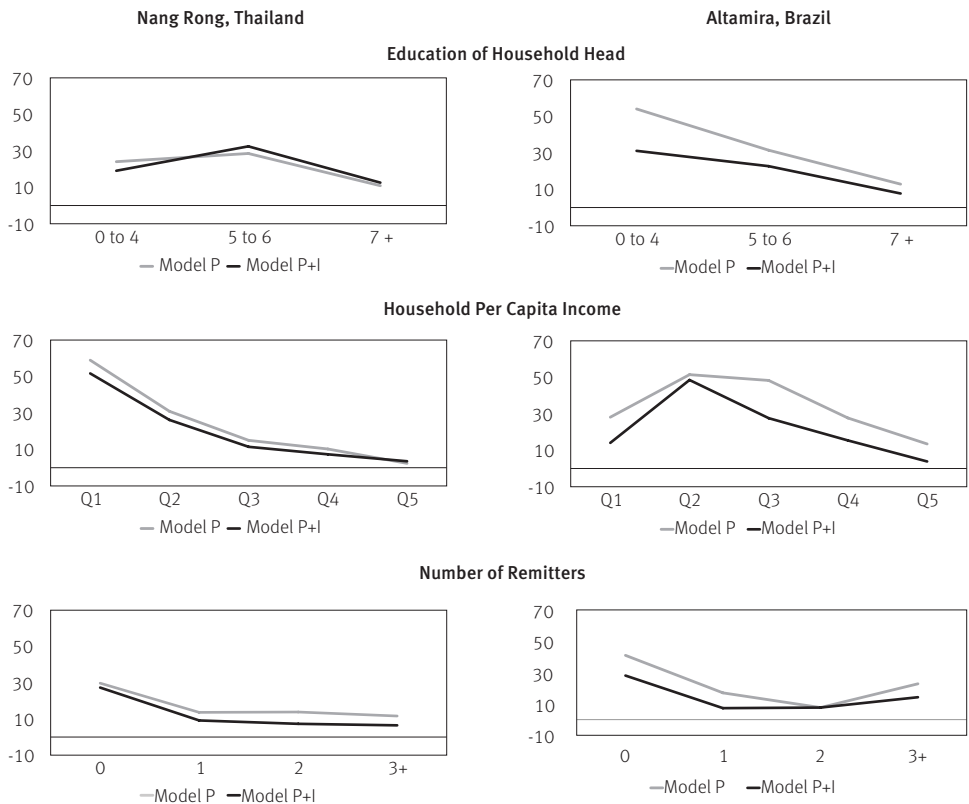 Nang Rong, Thailand
Altamira, Brazil
Education of Household Head
70
50
30
10
-10
0 to 4 5 to 6 7 +
Model P Model P+I
70
50
30
10
-10
0 to 4 5 to 6 7 +
Model P Model P+I
Household Per Capita Income
70
50
30
10
-10
Q1 Q2 Q3 Q4 Q5
Model P Model P+I
70
50
30
10
-10
Q1 Q2 Q3 Q4 Q5
Model P Model P+I
Number of Remitters
70
50
30
10
-10
0 1 2 3+
Model P Model P+I
70
50
30
10
-10
0 1 2 3+
Model P Model P+I